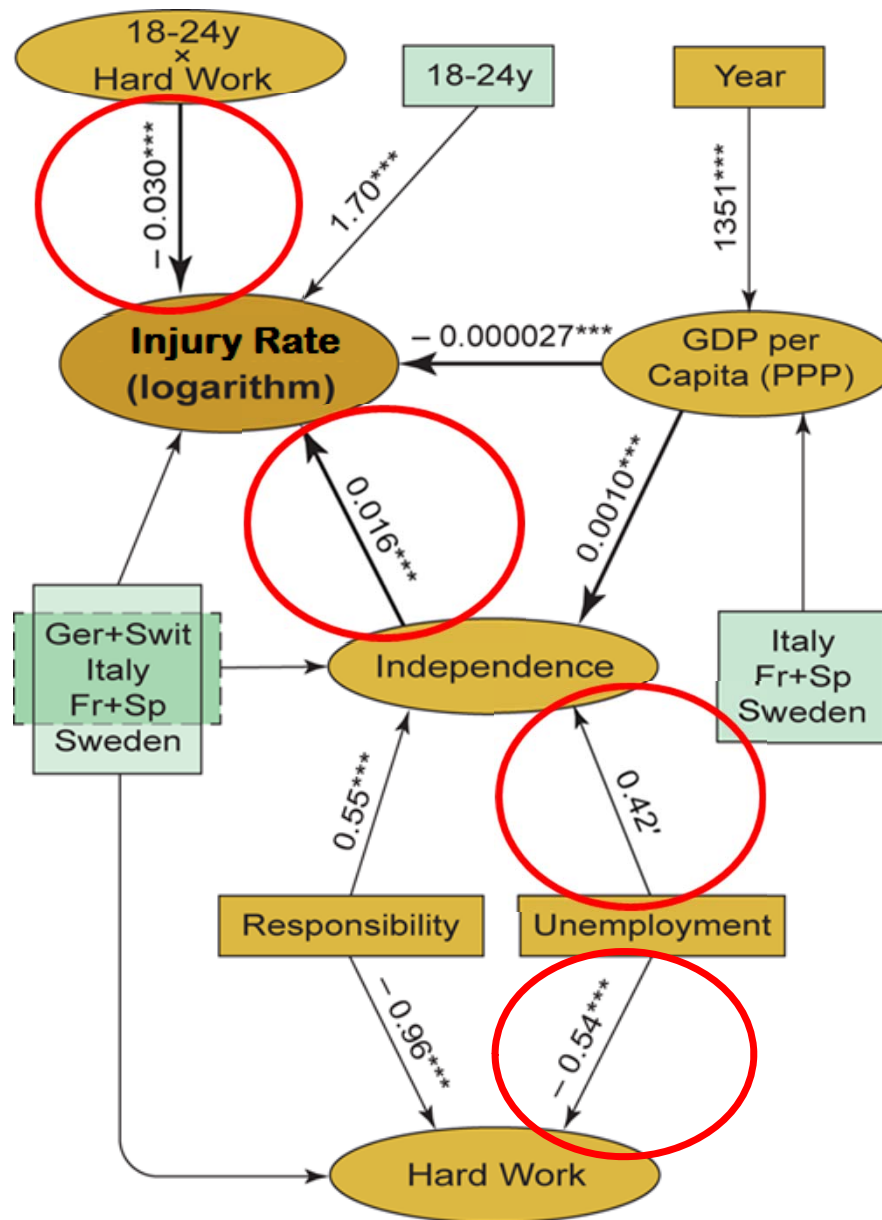 18-24y
×
Hard Work
18-24y
Year
– 0.030***
1.70***
1351***
Injury Rate
(logarithm)
– 0.000027***
GDP per
Capita (PPP)
0.016***
0.0010***
Ger+Swit
Italy
Fr+Sp
Sweden
Independence
Italy
Fr+Sp
Sweden
0.55***
0.42'
Responsibility
Unemployment
– 0.96***
– 0.54***
Hard Work